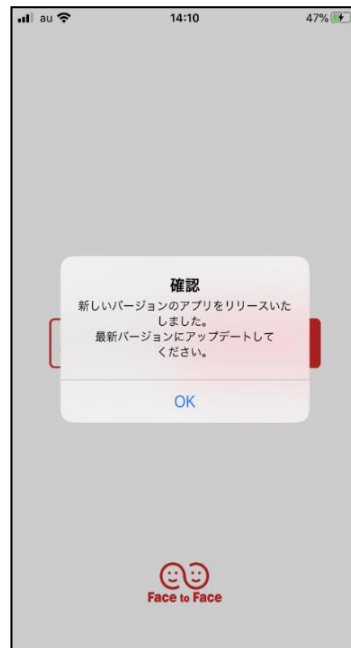 au 14:10 47%
確認
新しいバージョンのアプリをリリースいた
しました。
最新バージョンにアップデートして
ください。
OK
Face to Face